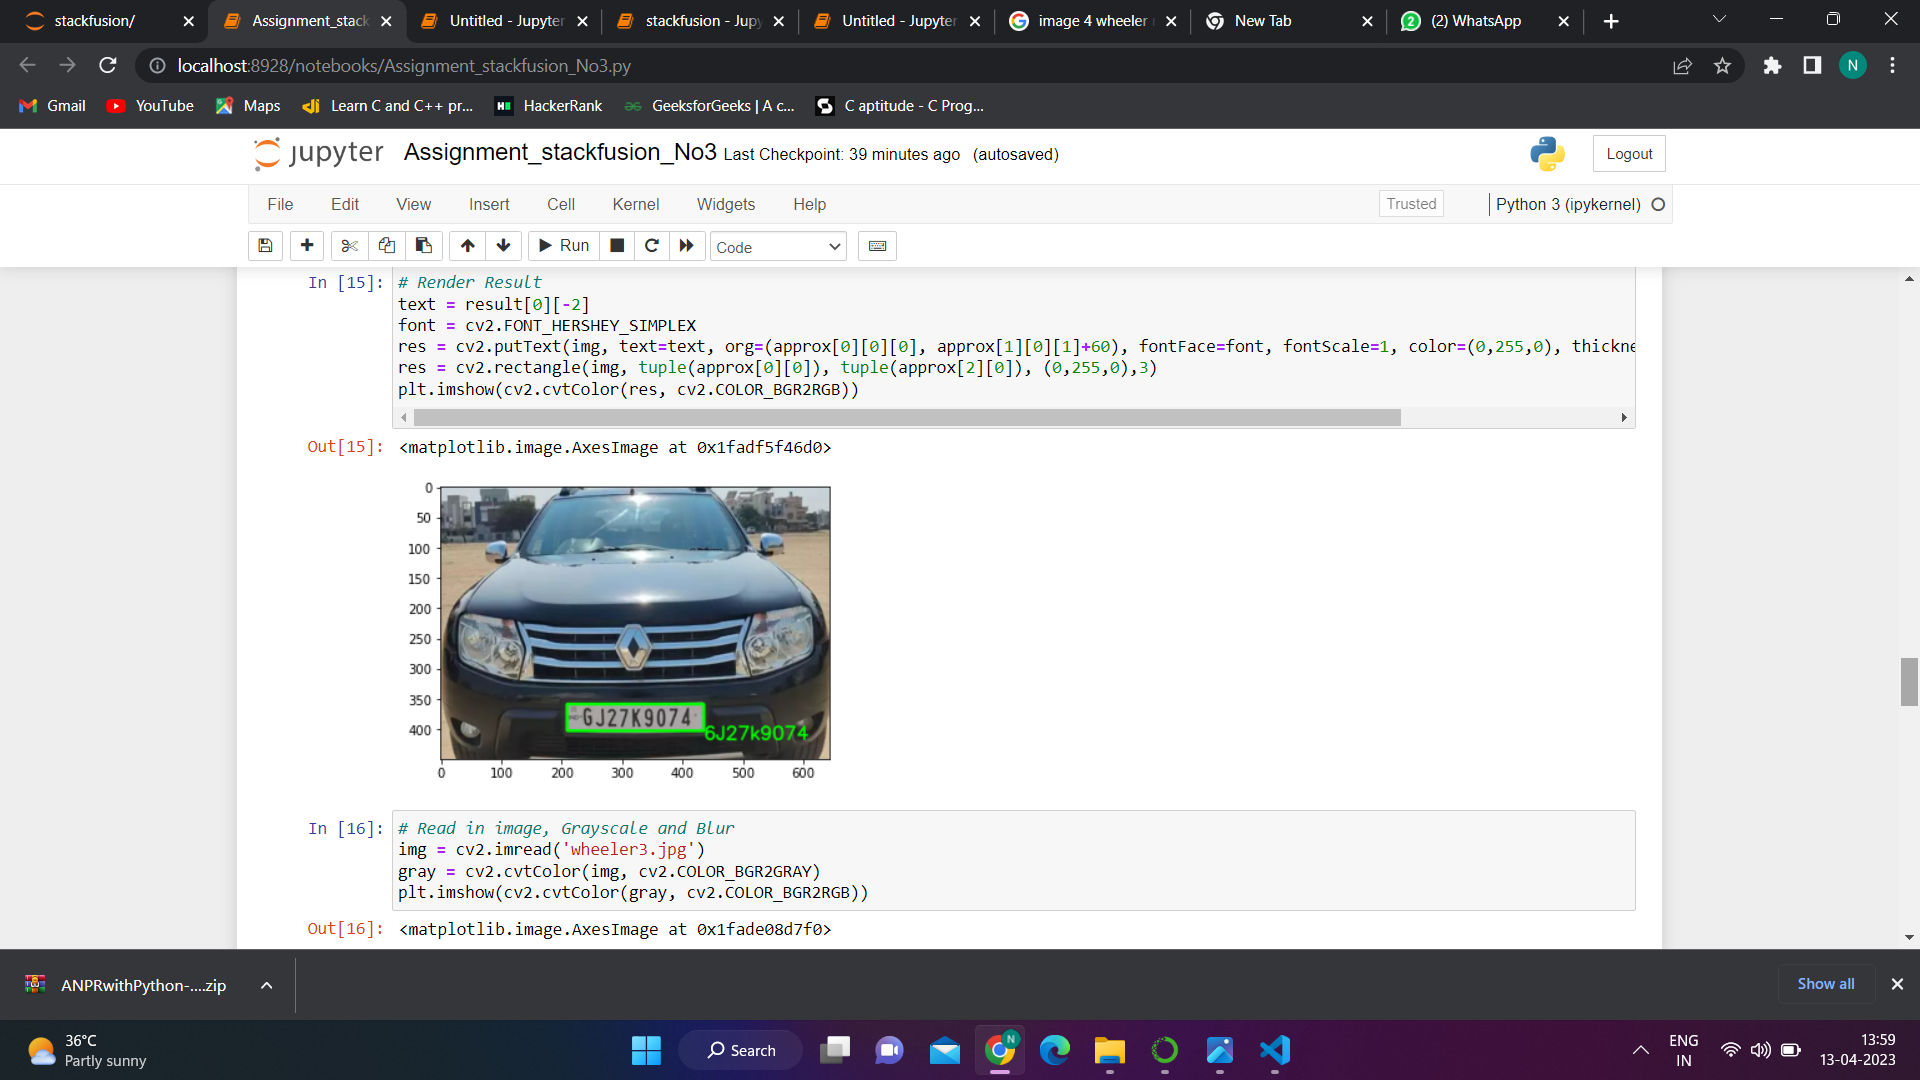 stackfusion/
Assignment_stack
Untitled - Jupyter
stackfusion - Jupy
Untitled - Jupyter
image 4 wheeler
New Tab
(2) WhatsApp
localhost:8928/notebooks/Assignment_stackfusion_No3.py
N
Gmail
YouTube
Maps
Learn C and C++ pr...
HackerRank
GeeksforGeeks | A c...
C aptitude - C Prog...
jupyter
Assignment_stackfusion_No3 Last Checkpoint: 39 minutes ago (autosaved)
Logout
File Edit View Insert Cell Kernel Widgets Help
Trusted
Python 3 (ipykernel)
Run
Code
In [15]:
# Render Result
text = result[0][-2]
font = cv2.FONT_HERSHEY_SIMPLEX
res = cv2.putText(img, text=text, org=(approx[0][0][0], approx[1][0][1]+60), fontFace=font, fontScale=1, color=(0,255,0), thickne
res = cv2.rectangle(img, tuple(approx[0][0]), tuple(approx[2][0]), (0,255,0),3)
plt.imshow(cv2.cvtColor(res, cv2.COLOR_BGR2RGB))
Out[15]: <matplotlib.image.AxesImage at 0x1fadf5f46d0>
0
50
100
150
200
250
300
350
400
GJ27K9074
6J27k9074
0 100 200 300 400 500 600
In [16]:
# Read in image, Grayscale and Blur
img = cv2.imread('wheeler3.jpg')
gray = cv2.cvtColor(img, cv2.COLOR_BGR2GRAY)
plt.imshow(cv2.cvtColor(gray, cv2.COLOR_BGR2RGB))
Out[16]: <matplotlib.image.AxesImage at 0x1fade08d7f0>
ANPRwithPython-....zip
Show all
36°C
Partly sunny
Search
N
ENG
IN
13:59
13-04-2023